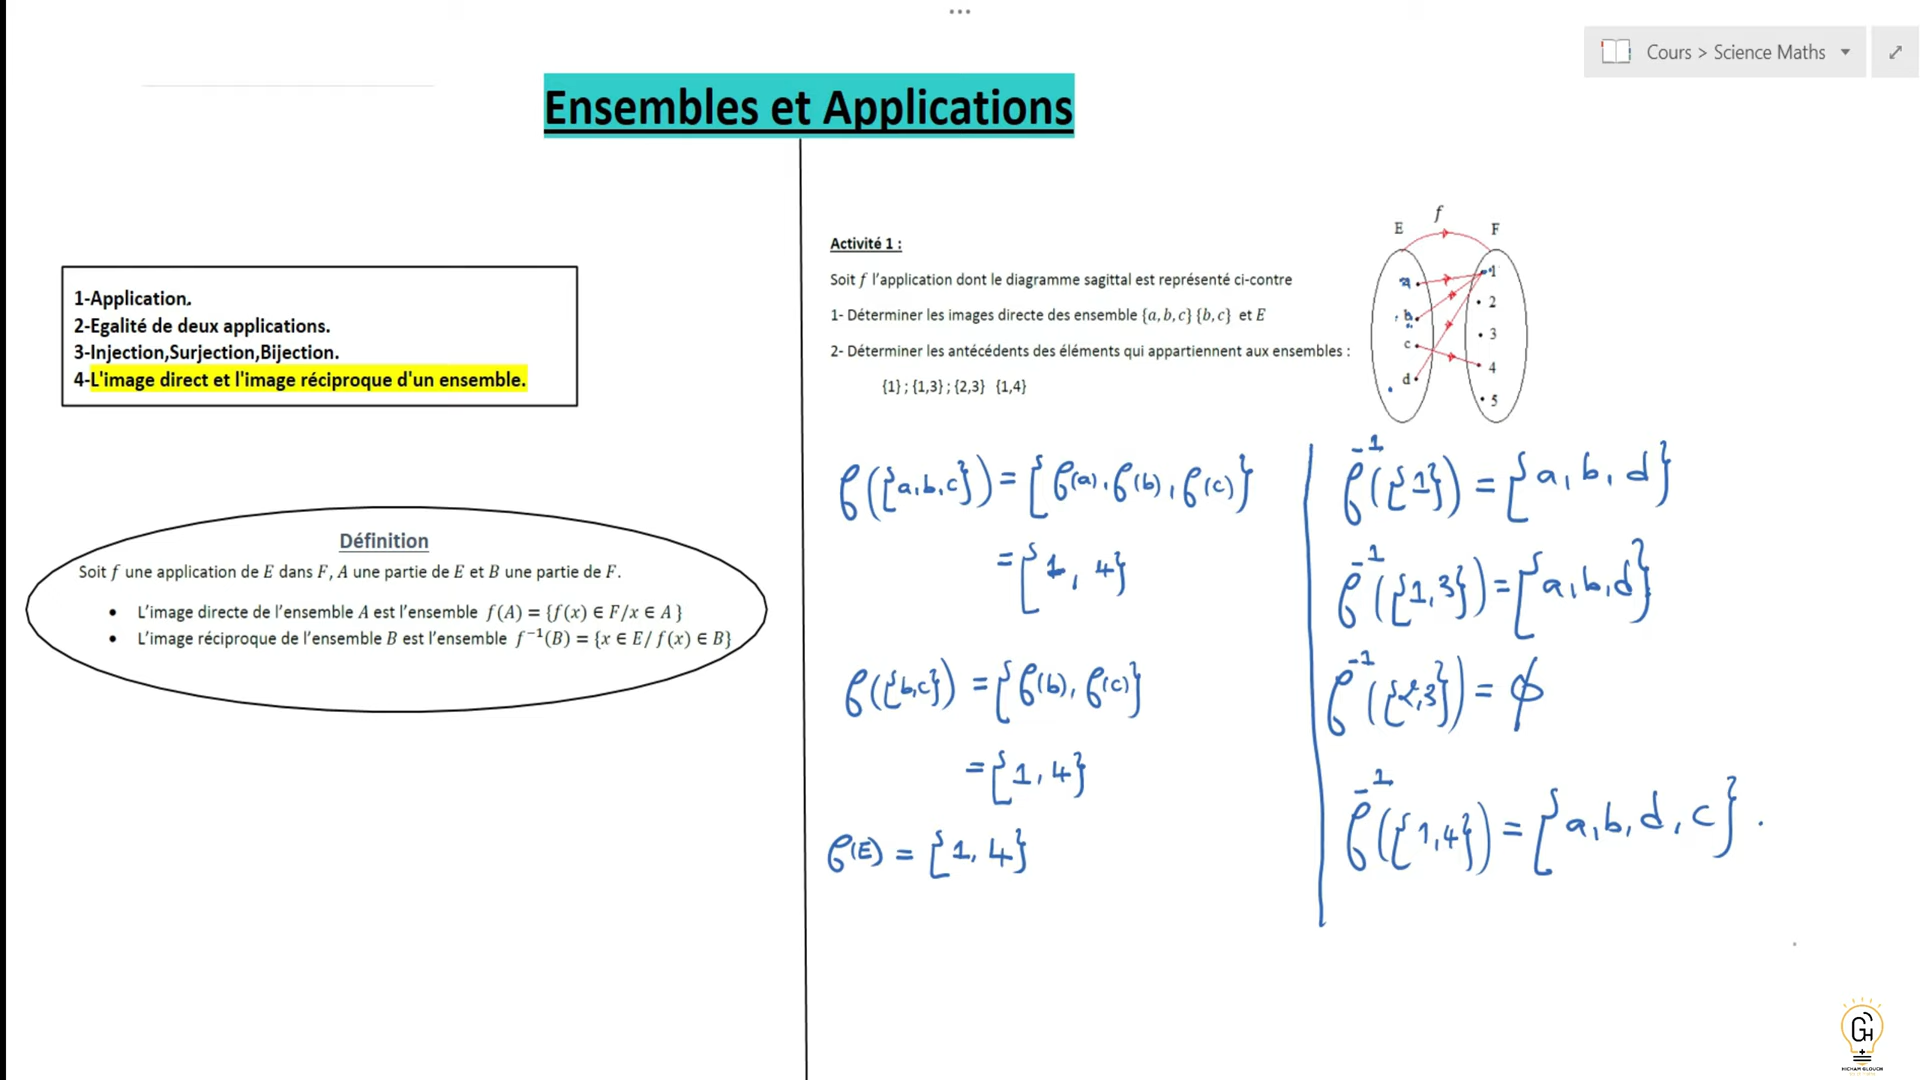 Cours > Science Maths
Ensembles et Applications
1-Application.
2-Egalité de deux applications.
3-Injection,Surjection,Bijection.
4-L'image direct et l'image réciproque d'un ensemble.
Définition
Soit f une application de E dans F, A une partie de E et B une partie de F.
• L'image directe de l'ensemble A est l'ensemble f(A) = {f(x) ∈ F/x ∈ A }
• L'image réciproque de l'ensemble B est l'ensemble f⁻¹(B) = {x ∈ E/ f(x) ∈ B}
Activité 1 :
Soit f l'application dont le diagramme sagittal est représenté ci-contre
1- Déterminer les images directe des ensemble {a, b, c} {b, c} et E
2- Déterminer les antécédents des éléments qui appartiennent aux ensembles :
{1} ; {1,3} ; {2,3} {1,4}
f
E F
a 1
b 2
c 3
d 4
5
f({a,b,c}) = {f(a), f(b), f(c)}
= {1, 4}
f({b,c}) = {f(b), f(c)}
= {1, 4}
f(E) = {1, 4}
f⁻¹({1}) = {a, b, d}
f⁻¹({1,3}) = {a, b, d}
f⁻¹({2,3}) = ϕ
f⁻¹({1,4}) = {a, b, d, c}.
GH
HICHAM GLOUCH